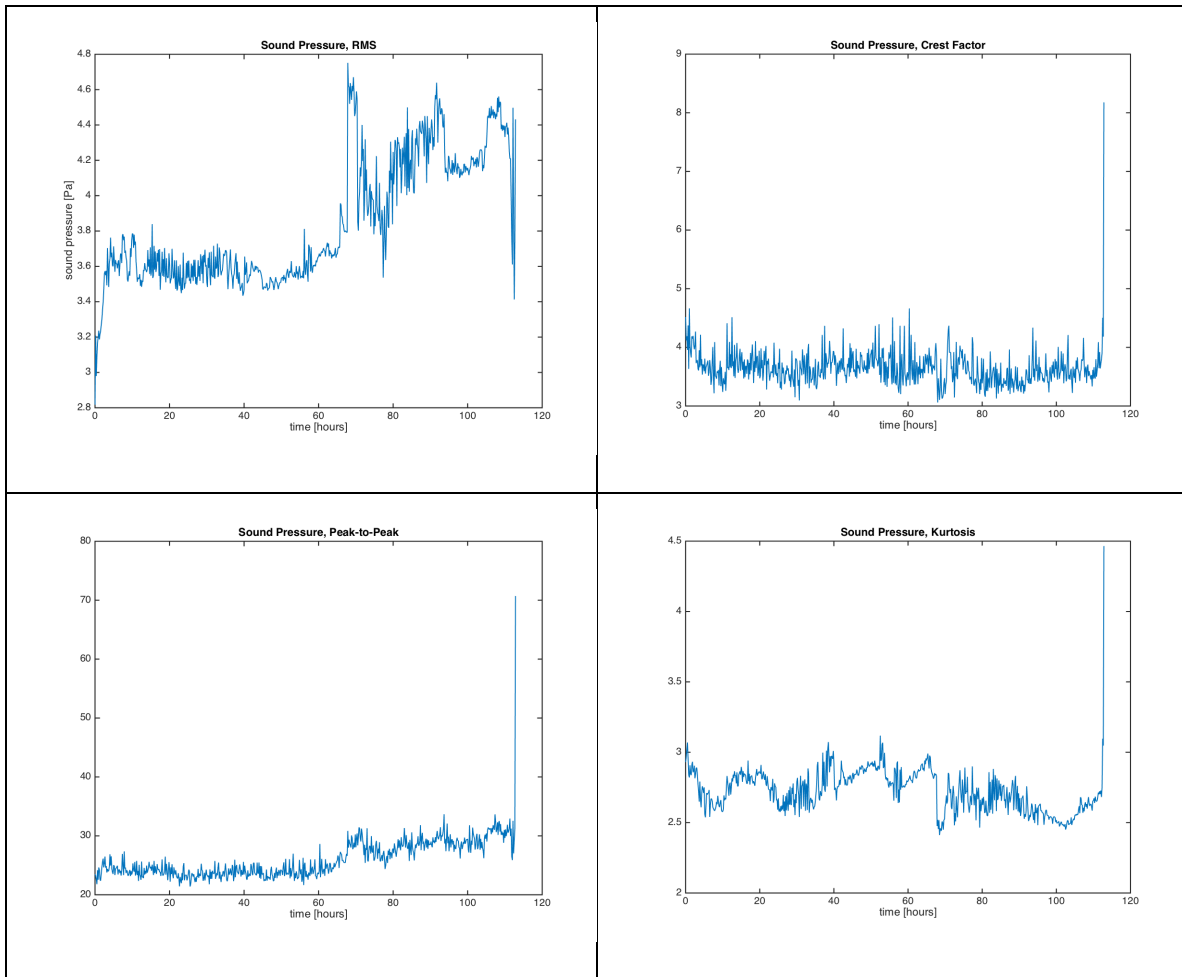 Sound Pressure, RMS
4.8
4.6
4.4
4.2
4
3.8
3.6
3.4
3.2
3
2.8
sound pressure [Pa]
0 20 40 60 80 100 120
time [hours]
Sound Pressure, Crest Factor
9
8
7
6
5
4
3
0 20 40 60 80 100 120
time [hours]
Sound Pressure, Peak-to-Peak
80
70
60
50
40
30
20
0 20 40 60 80 100 120
time [hours]
Sound Pressure, Kurtosis
4.5
4
3.5
3
2.5
2
0 20 40 60 80 100 120
time [hours]